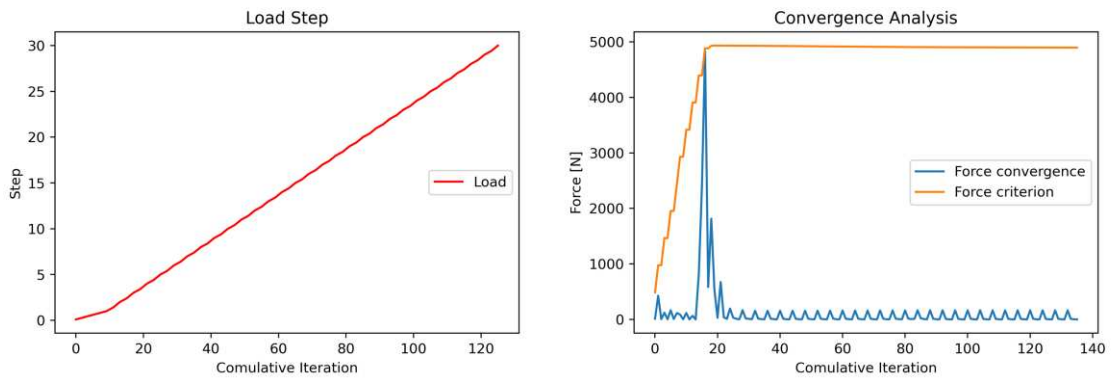 Load Step
30
25
20
15
10
5
0
Step
Load
0 20 40 60 80 100 120
Comulative Iteration
Convergence Analysis
5000
4000
3000
2000
1000
0
Force [N]
Force convergence
Force criterion
0 20 40 60 80 100 120 140
Comulative Iteration